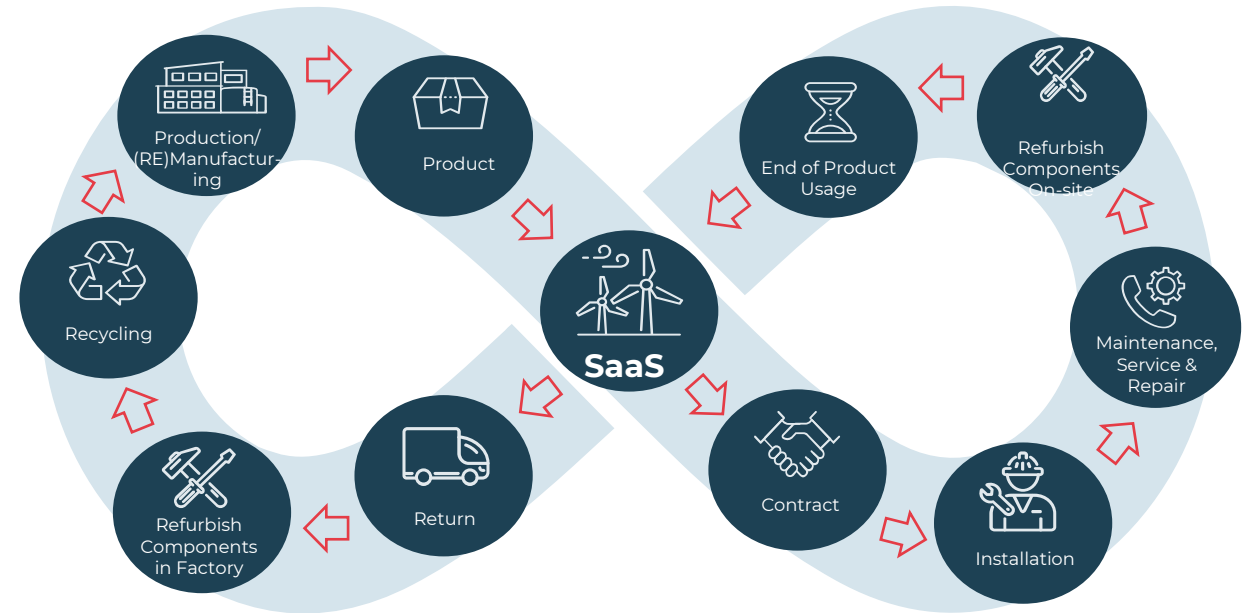 Production/
(RE)Manufactur-
ing
Product
End of Product
Usage
Refurbish
Components
On-site
Recycling
SaaS
Maintenance,
Service &
Repair
Refurbish
Components
in Factory
Return
Contract
Installation